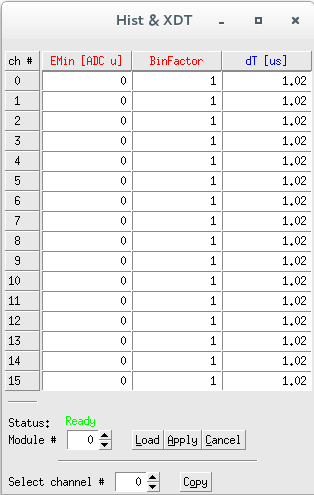 Hist & XDT
ch # EMin [ADC u] BinFactor dT [us]
0 0 1 1.02
1 0 1 1.02
2 0 1 1.02
3 0 1 1.02
4 0 1 1.02
5 0 1 1.02
6 0 1 1.02
7 0 1 1.02
8 0 1 1.02
9 0 1 1.02
10 0 1 1.02
11 0 1 1.02
12 0 1 1.02
13 0 1 1.02
14 0 1 1.02
15 0 1 1.02
Status: Ready
Module # 0 Load Apply Cancel
Select channel # 0 Copy